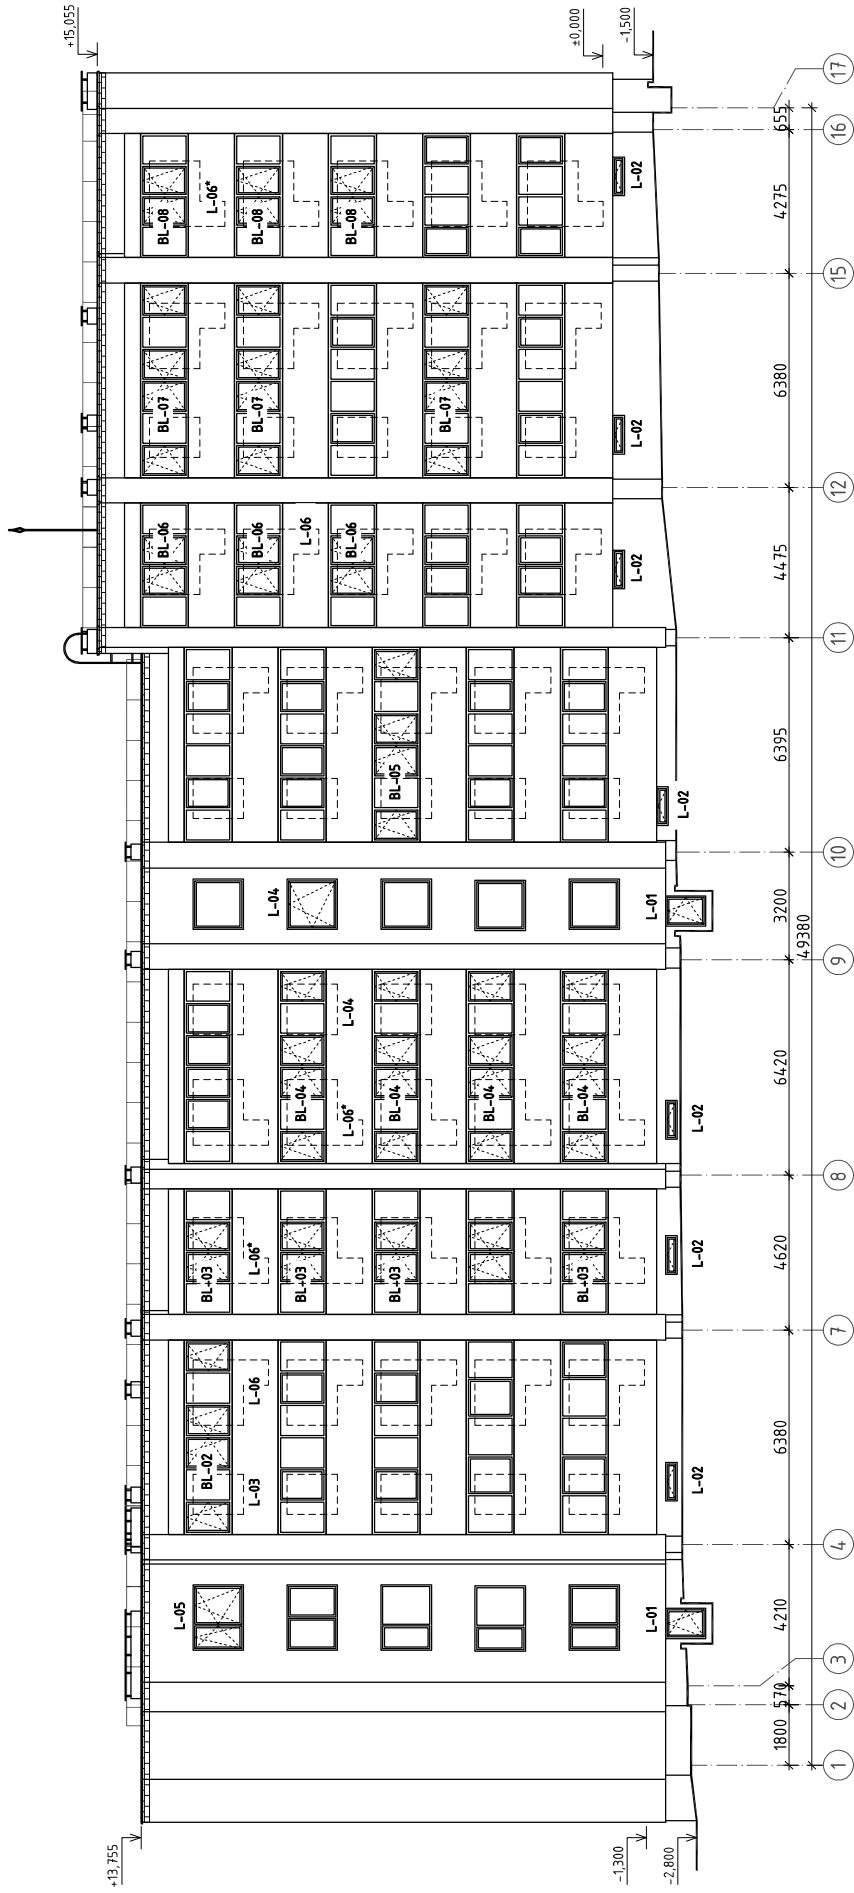 +13,755
-1,300
-2,800
+15,055
±0,000
-1,500
L-05
BL-02
L-03
L-06
BL-03
L-06*
BL-03
BL-03
BL-03
BL-04
L-06*
L-04
BL-04
BL-04
BL-04
L-04
BL-05
BL-06
BL-06
L-06
BL-06
BL-07
BL-07
BL-07
BL-08
L-06*
BL-08
BL-08
L-01
L-02
L-02
L-02
L-01
L-02
L-02
L-02
L-02
1800
570
4210
6380
4620
6420
3200
6395
4475
6380
4275
655
49380
1
2
3
4
7
8
9
10
11
12
15
16
17